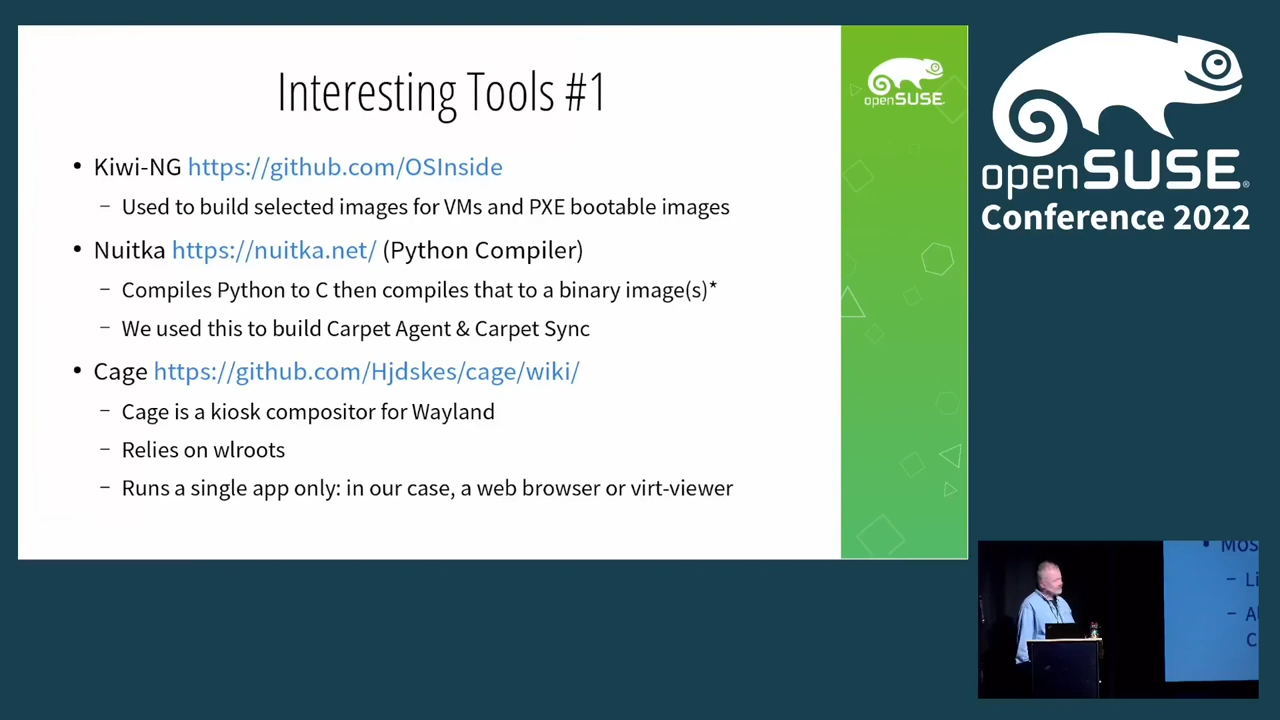 Interesting Tools #1
• Kiwi-NG https://github.com/OSInside
– Used to build selected images for VMs and PXE bootable images
• Nuitka https://nuitka.net/ (Python Compiler)
– Compiles Python to C then compiles that to a binary image(s)*
– We used this to build Carpet Agent & Carpet Sync
• Cage https://github.com/Hjdskes/cage/wiki/
– Cage is a kiosk compositor for Wayland
– Relies on wlroots
– Runs a single app only: in our case, a web browser or virt-viewer
openSUSE
openSUSE®
Conference 2022